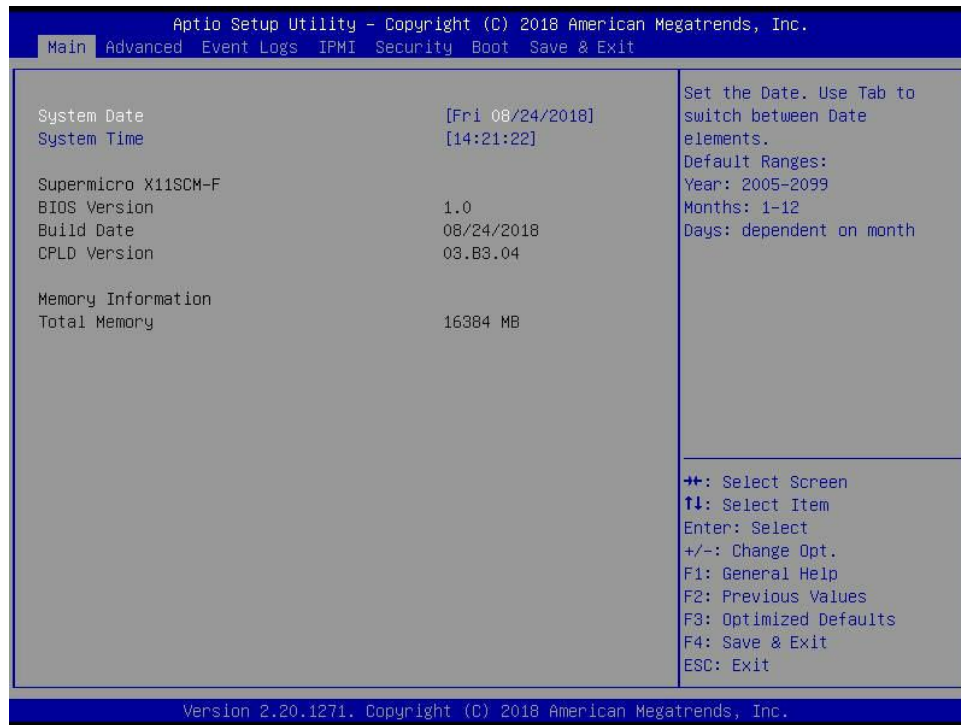 Aptio Setup Utility – Copyright (C) 2018 American Megatrends, Inc.
Main Advanced Event Logs IPMI Security Boot Save & Exit
System Date [Fri 08/24/2018]
System Time [14:21:22]
Supermicro X11SCM-F
BIOS Version 1.0
Build Date 08/24/2018
CPLD Version 03.B3.04
Memory Information
Total Memory 16384 MB
Set the Date. Use Tab to
switch between Date
elements.
Default Ranges:
Year: 2005-2099
Months: 1-12
Days: dependent on month
→←: Select Screen
↑↓: Select Item
Enter: Select
+/-: Change Opt.
F1: General Help
F2: Previous Values
F3: Optimized Defaults
F4: Save & Exit
ESC: Exit
Version 2.20.1271. Copyright (C) 2018 American Megatrends, Inc.